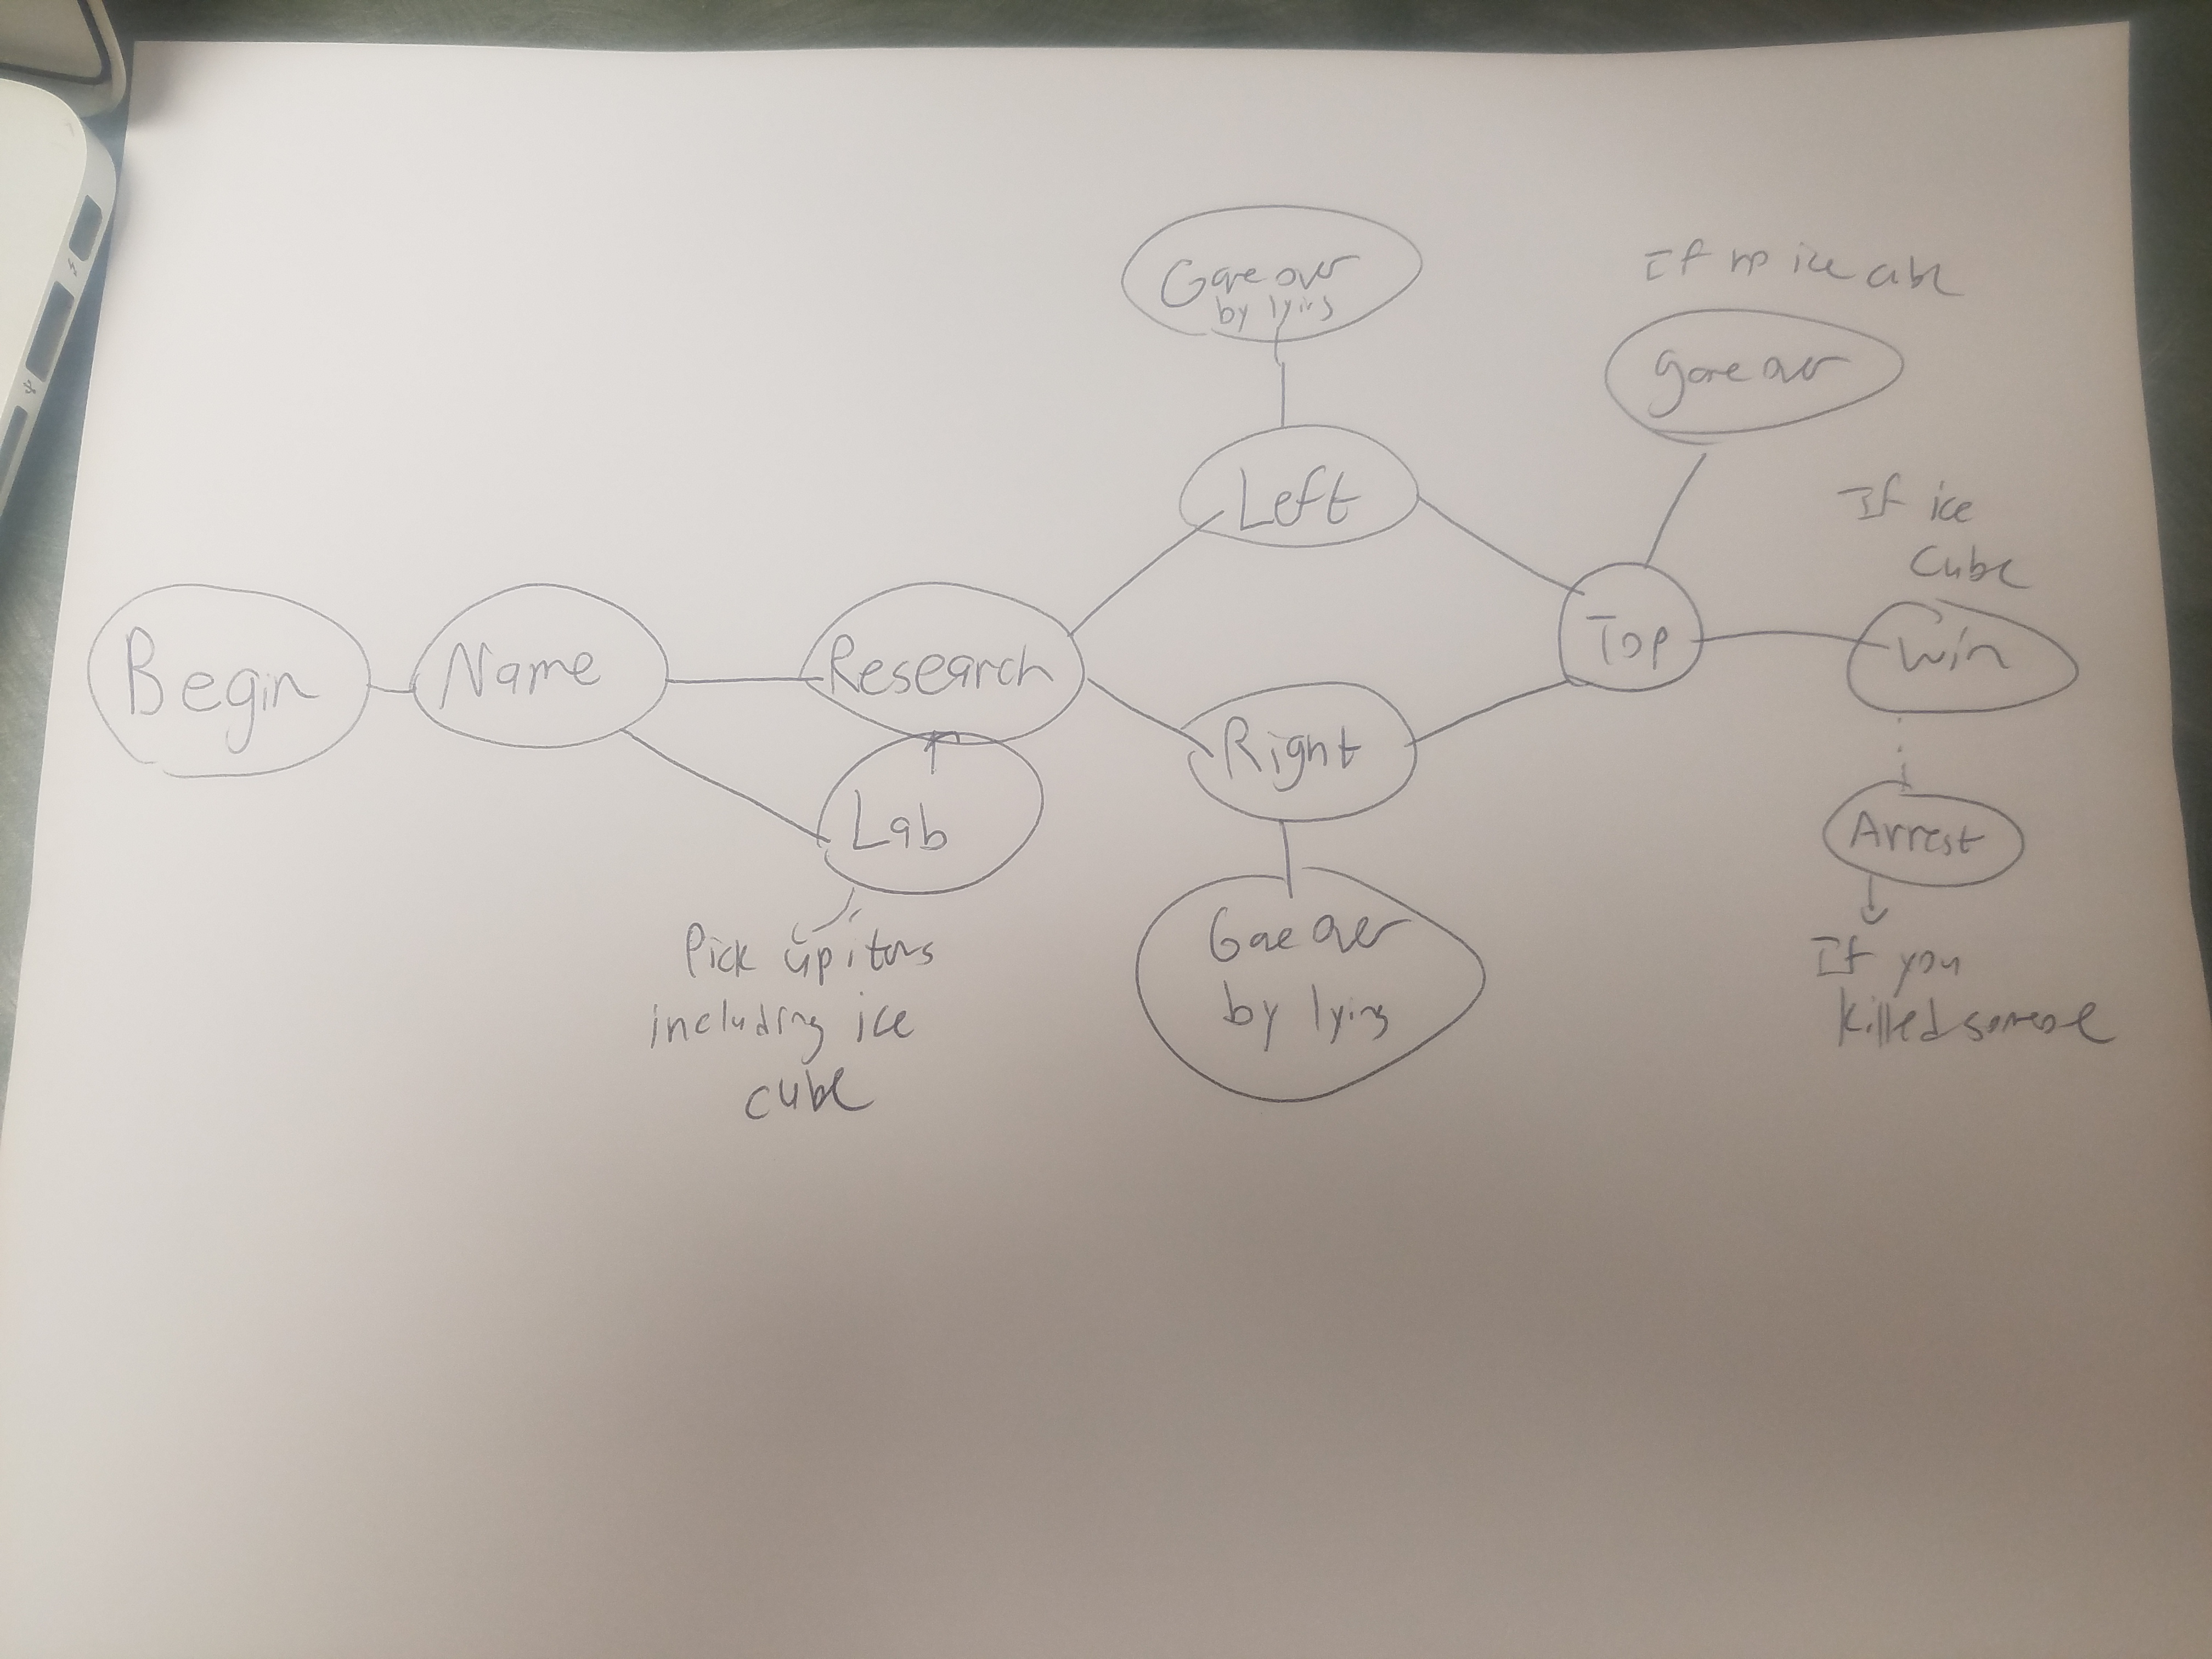 Begin
Name
Research
Lab
Pick up items
including ice
cube
Game over
by lying
Left
Right
Game Over
by lying
Top
If no ice cube
game over
If ice
Cube
Win
Arrest
If you
killed someone